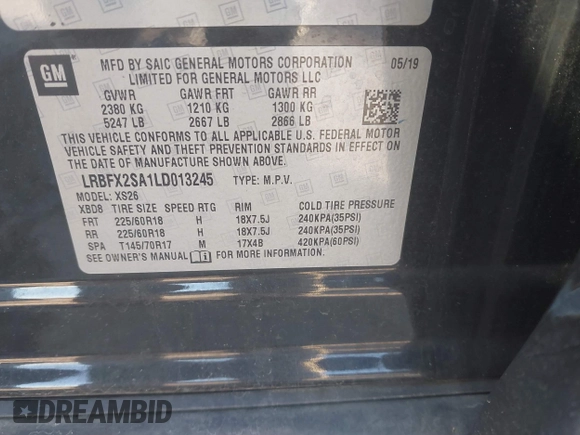 GM
MFD BY SAIC GENERAL MOTORS CORPORATION 05/19
LIMITED FOR GENERAL MOTORS LLC
GVWR GAWR FRT GAWR RR
2380 KG 1210 KG 1300 KG
5247 LB 2667 LB 2866 LB
THIS VEHICLE CONFORMS TO ALL APPLICABLE U.S. FEDERAL MOTOR
VEHICLE SAFETY AND THEFT PREVENTION STANDARDS IN EFFECT ON
THE DATE OF MANUFACTURE SHOWN ABOVE.
LRBFX2SA1LD013245 TYPE: M.P.V.
MODEL: XS26
XBD8 TIRE SIZE SPEED RTG RIM COLD TIRE PRESSURE
FRT 225/60R18 H 18X7.5J 240KPA(35PSI)
RR 225/60R18 H 18X7.5J 240KPA(35PSI)
SPA T145/70R17 M 17X4B 420KPA(60PSI)
SEE OWNER'S MANUAL FOR MORE INFORMATION.
DREAMBID